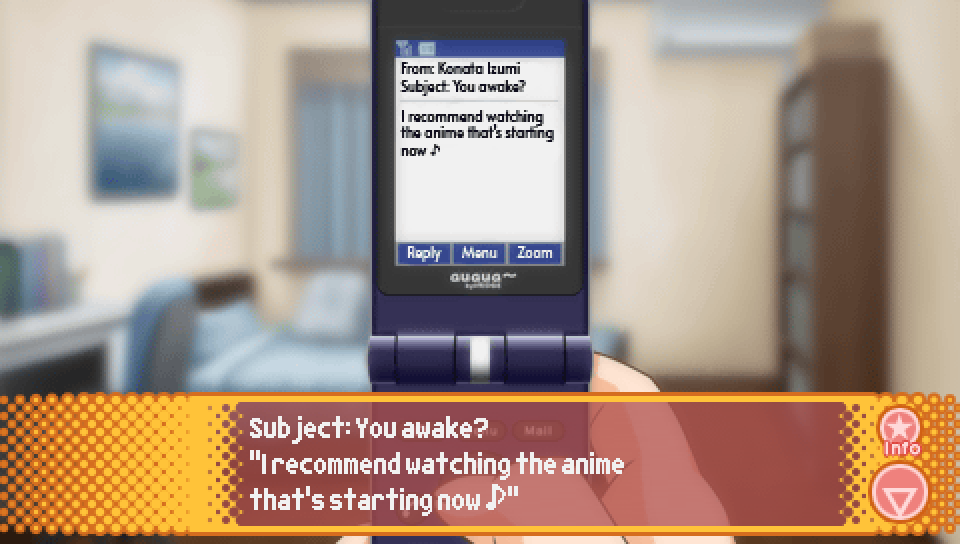 From: Konata Izumi
Subject: You awake?
I recommend watching
the anime that's starting
now ♪
Reply Menu Zoom
auaua~
Mail
Subject: You awake?
"I recommend watching the anime
that's starting now ♪"
Info